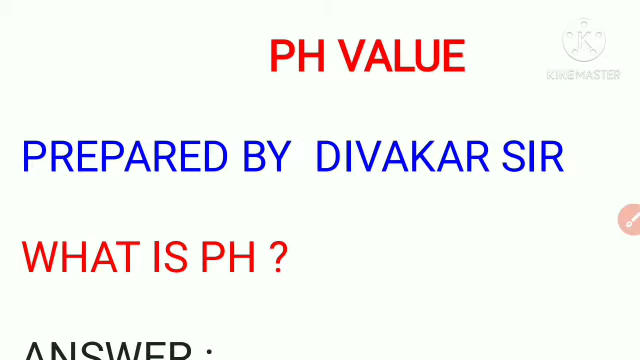 PH VALUE
KINEMASTER
PREPARED BY DIVAKAR SIR
WHAT IS PH ?
ANSWER :